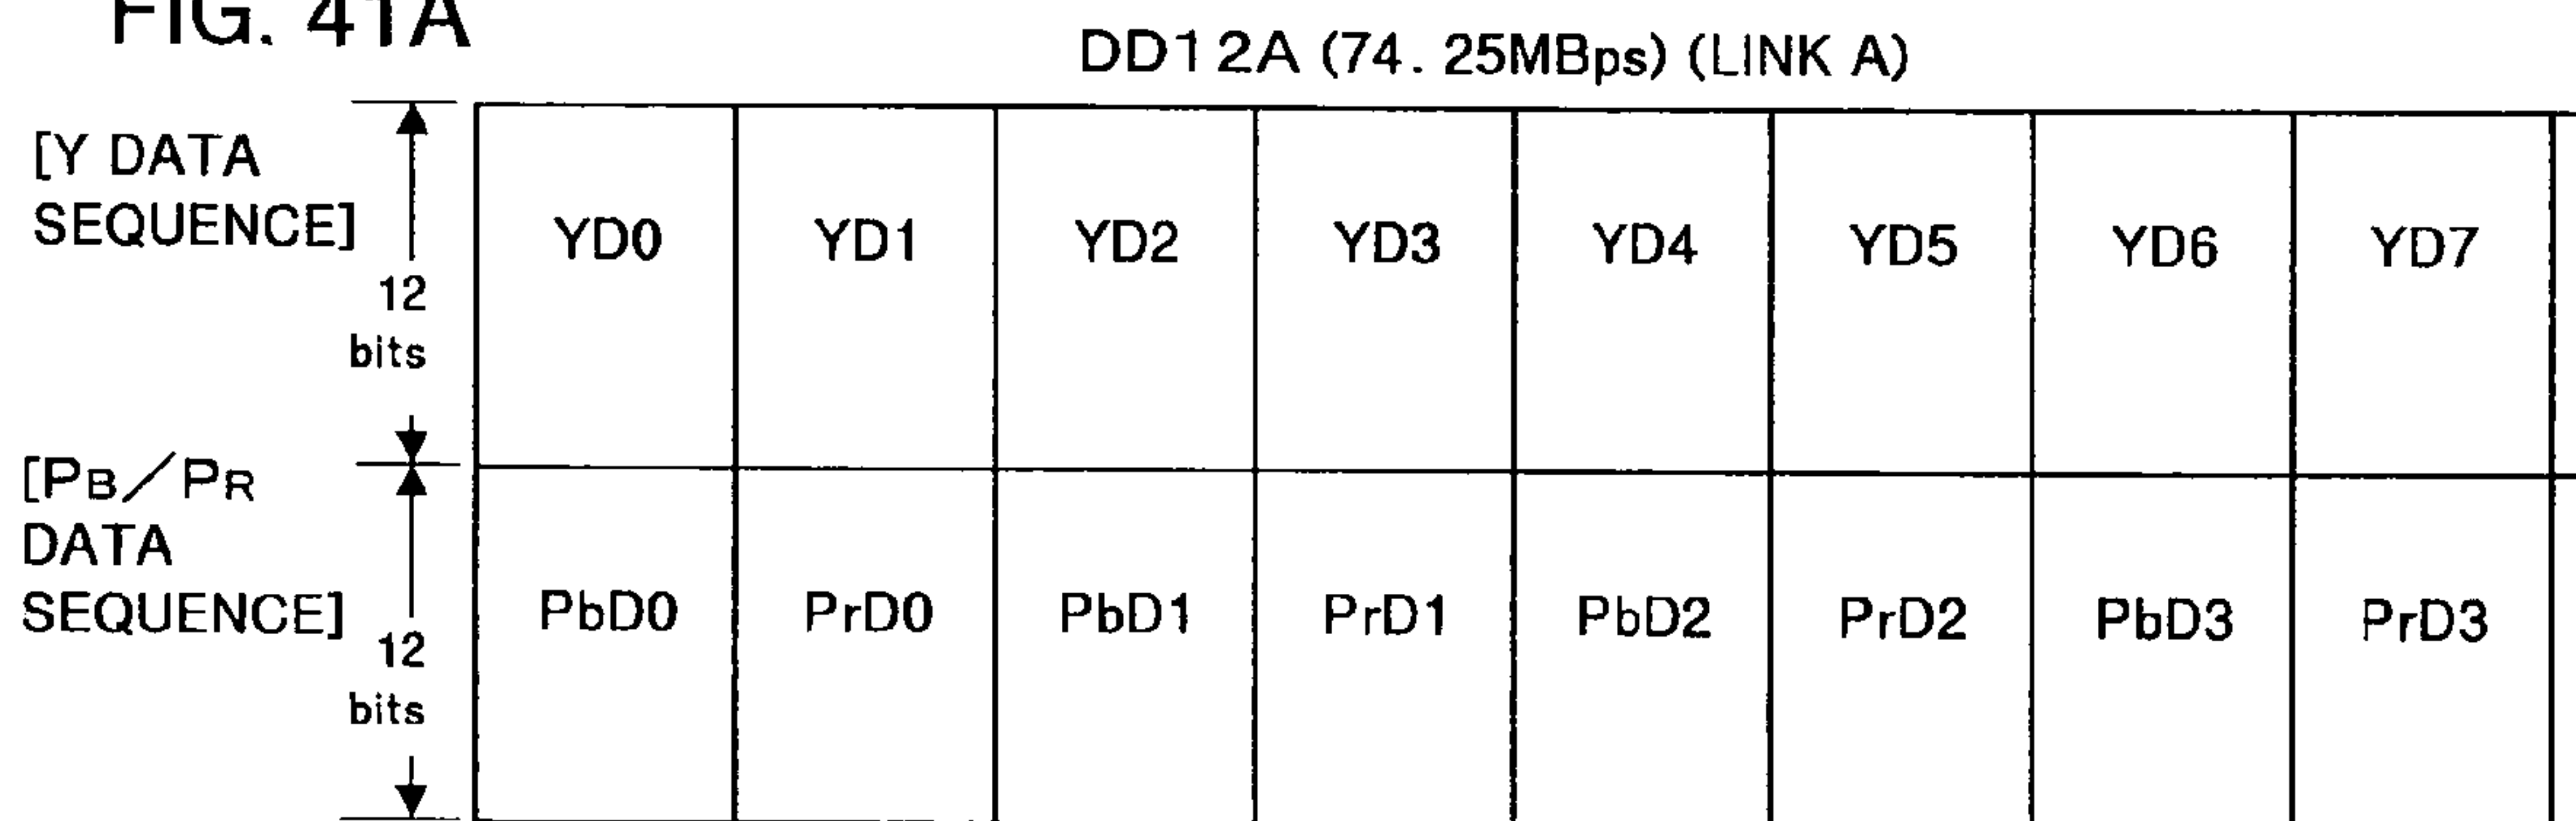 FIG. 41A
DD12A (74.25MBps) (LINK A)
[Y DATA
SEQUENCE]
12
bits
YD0 YD1 YD2 YD3 YD4 YD5 YD6 YD7
[PB/PR
DATA
SEQUENCE]
12
bits
PbD0 PrD0 PbD1 PrD1 PbD2 PrD2 PbD3 PrD3